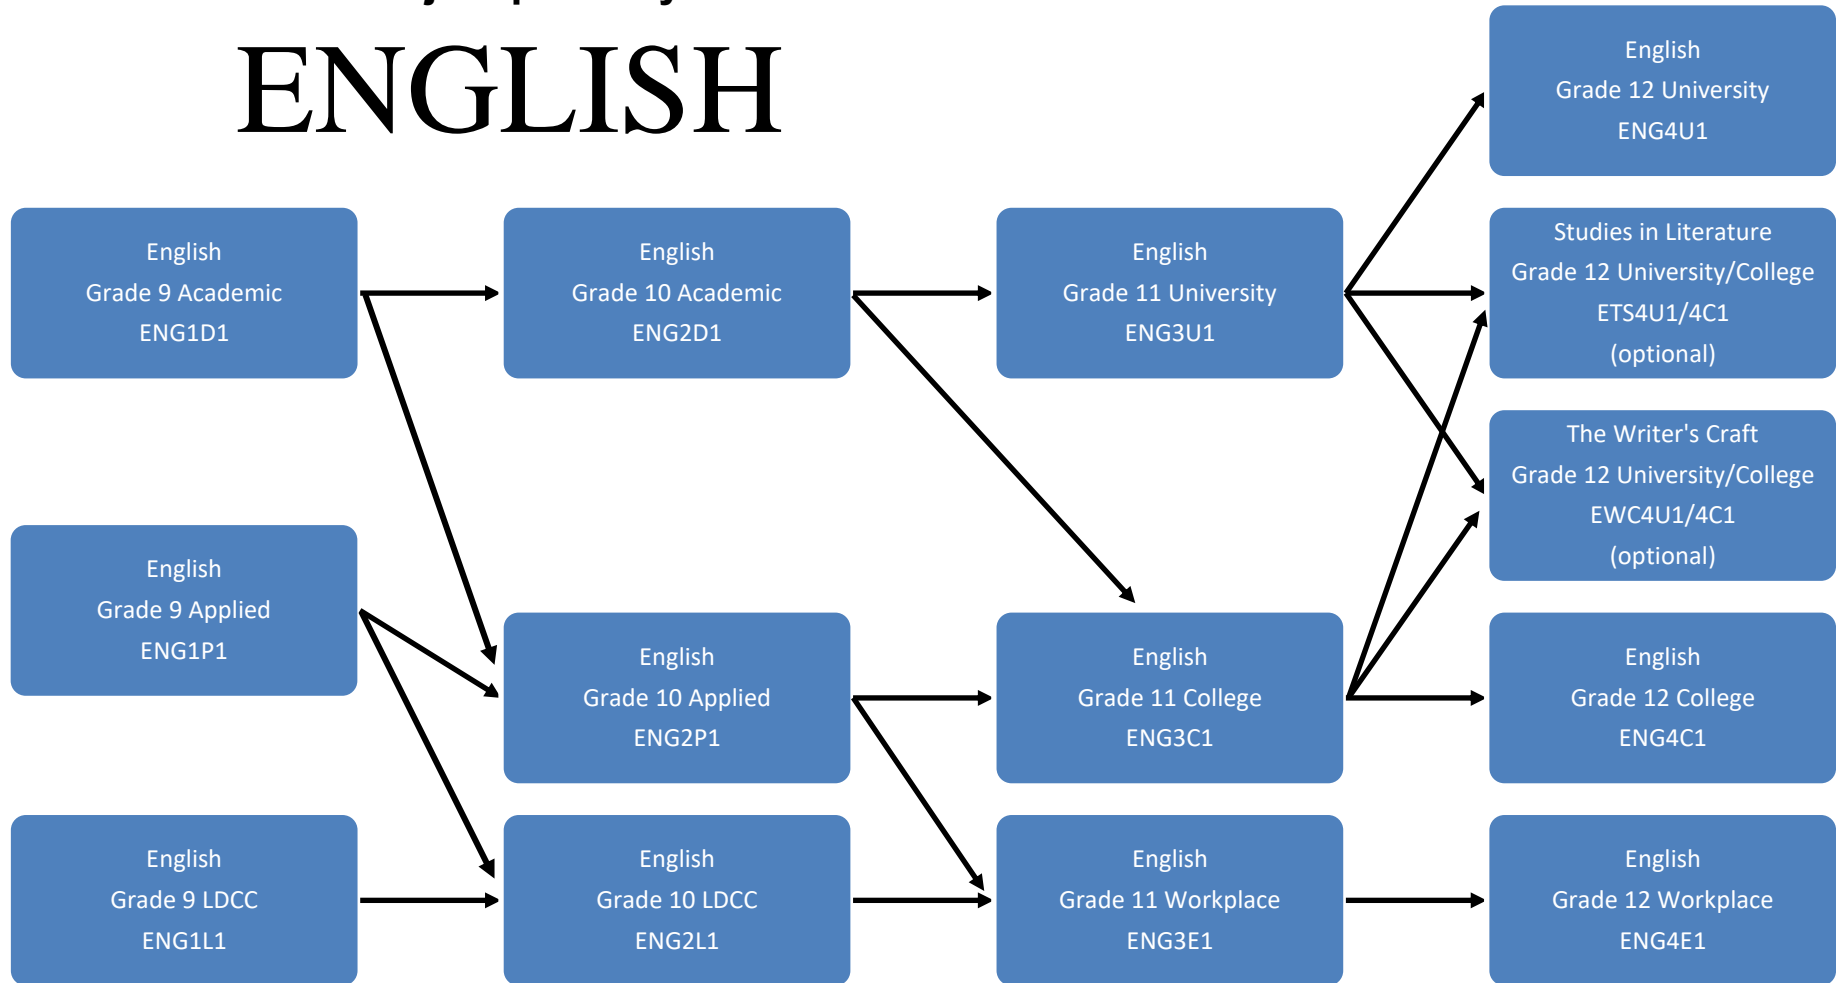 ENGLISH
English
Grade 12 University
ENG4U1
English
Grade 9 Academic
ENG1D1
English
Grade 10 Academic
ENG2D1
English
Grade 11 University
ENG3U1
Studies in Literature
Grade 12 University/College
ETS4U1/4C1
(optional)
The Writer's Craft
Grade 12 University/College
EWC4U1/4C1
(optional)
English
Grade 9 Applied
ENG1P1
English
Grade 10 Applied
ENG2P1
English
Grade 11 College
ENG3C1
English
Grade 12 College
ENG4C1
English
Grade 9 LDCC
ENG1L1
English
Grade 10 LDCC
ENG2L1
English
Grade 11 Workplace
ENG3E1
English
Grade 12 Workplace
ENG4E1